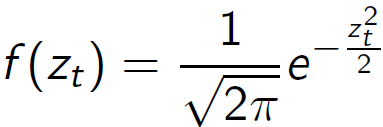 f(z_t) = \frac{1}{\sqrt{2\pi}} e^{-\frac{z_t^2}{2}}